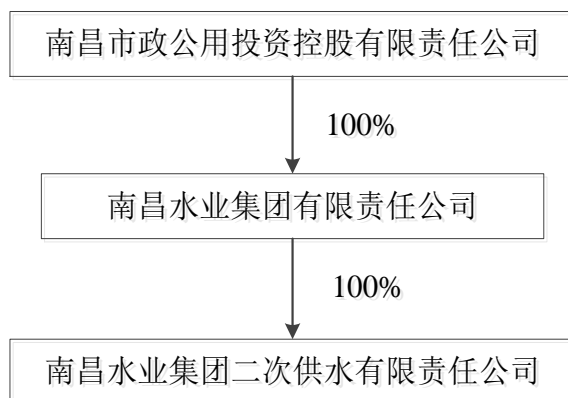 南昌市政公用投资控股有限责任公司
100%
南昌水业集团有限责任公司
100%
南昌水业集团二次供水有限责任公司